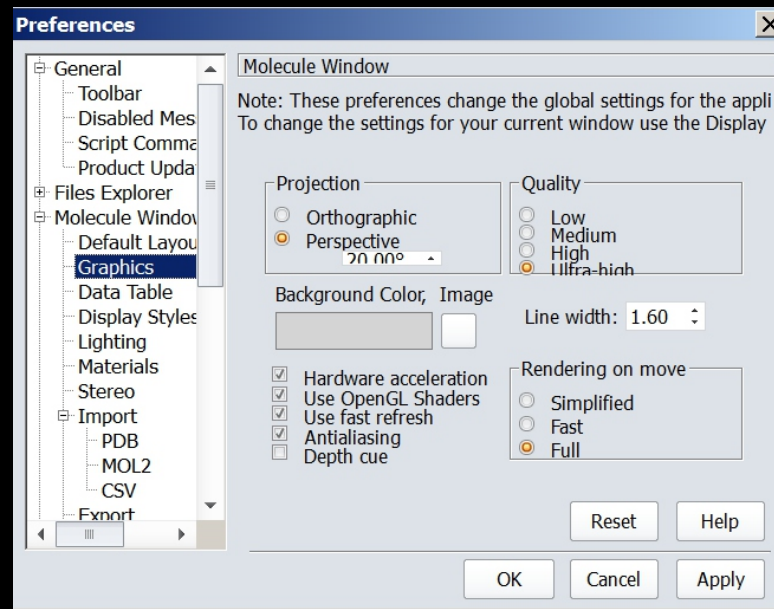 Preferences
General
Toolbar
Disabled Mes
Script Comma
Product Upda
Files Explorer
Molecule Window
Default Layou
Graphics
Data Table
Display Styles
Lighting
Materials
Stereo
Import
PDB
MOL2
CSV
Export
Molecule Window
Note: These preferences change the global settings for the appli
To change the settings for your current window use the Display
Projection
Orthographic
Perspective
20.00°
Quality
Low
Medium
High
Ultra-high
Background Color, Image
Line width: 1.60
Hardware acceleration
Use OpenGL Shaders
Use fast refresh
Antialiasing
Depth cue
Rendering on move
Simplified
Fast
Full
Reset Help
OK Cancel Apply